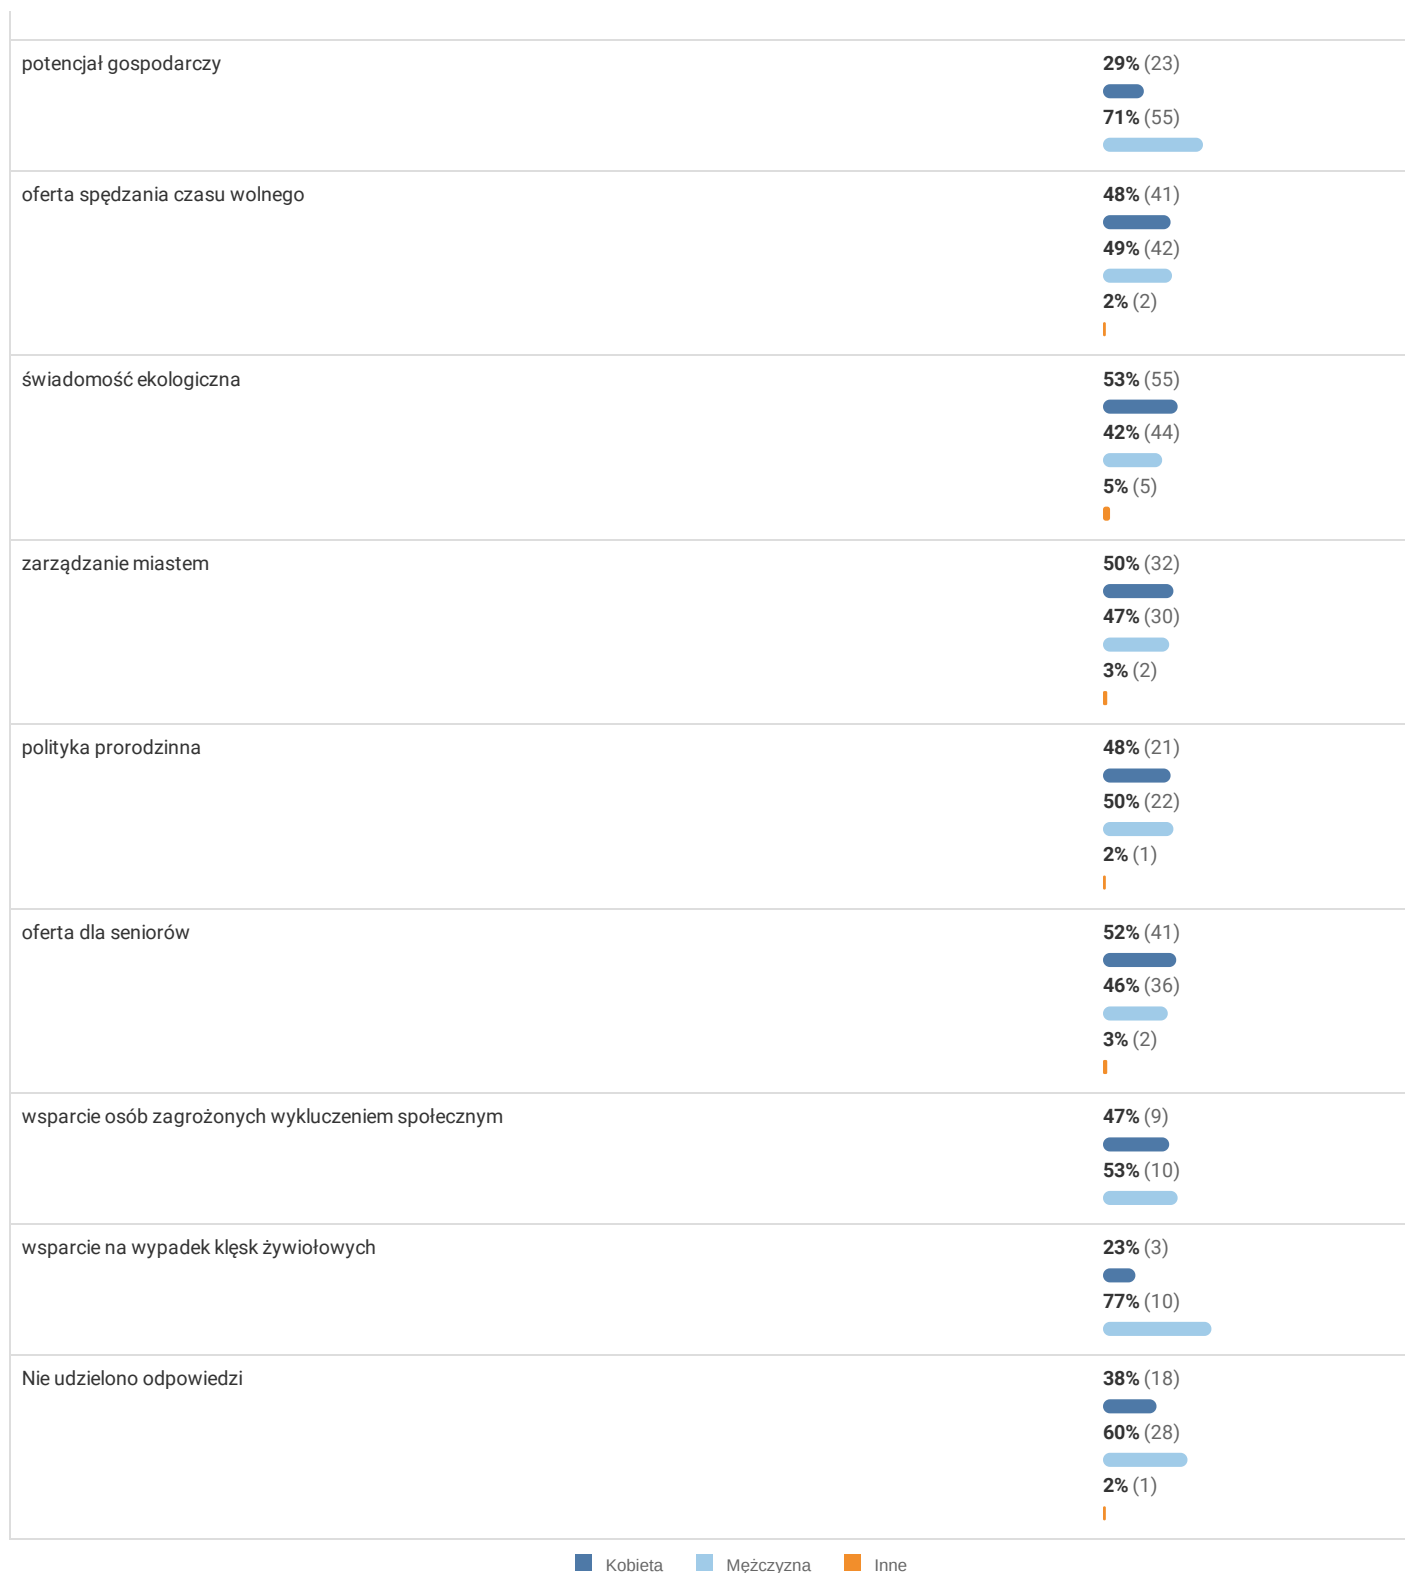 potencjał gospodarczy
29% (23)
71% (55)
oferta spędzania czasu wolnego
48% (41)
49% (42)
2% (2)
świadomość ekologiczna
53% (55)
42% (44)
5% (5)
zarządzanie miastem
50% (32)
47% (30)
3% (2)
polityka prorodzinna
48% (21)
50% (22)
2% (1)
oferta dla seniorów
52% (41)
46% (36)
3% (2)
wsparcie osób zagrożonych wykluczeniem społecznym
47% (9)
53% (10)
wsparcie na wypadek klęsk żywiołowych
23% (3)
77% (10)
Nie udzielono odpowiedzi
38% (18)
60% (28)
2% (1)
Kobieta Mężczyzna Inne